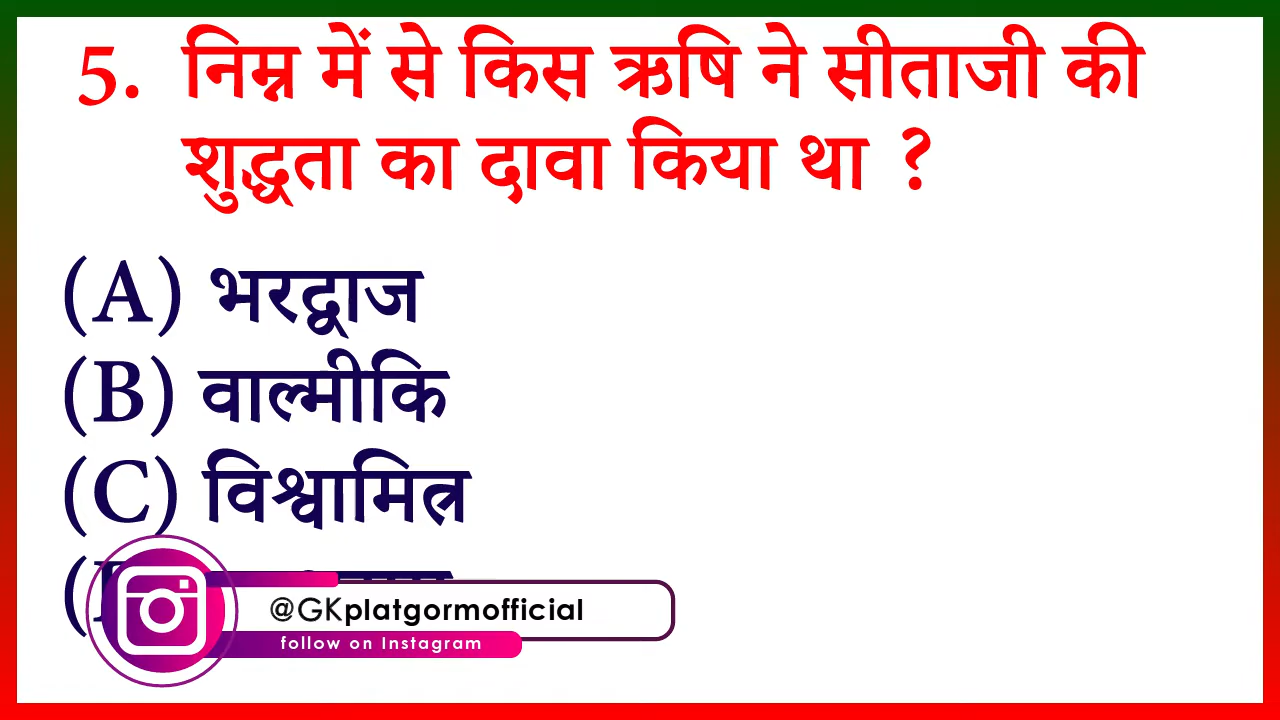 5. निम्न में से किस ऋषि ने सीताजी की
शुद्धता का दावा किया था ?
(A) भरद्वाज
(B) वाल्मीकि
(C) विश्वामित्र
@GKplatgormofficial
follow on Instagram